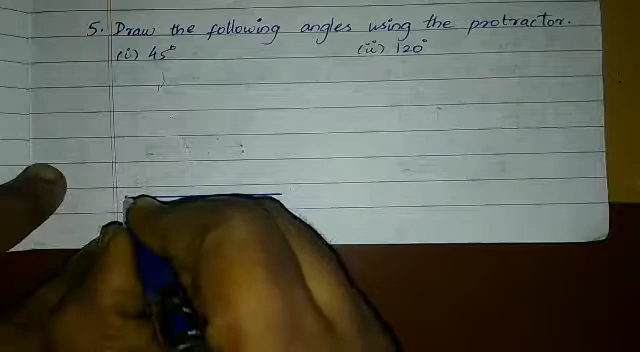 5. Draw the following angles using the protractor.
(i) 45° (ii) 120°